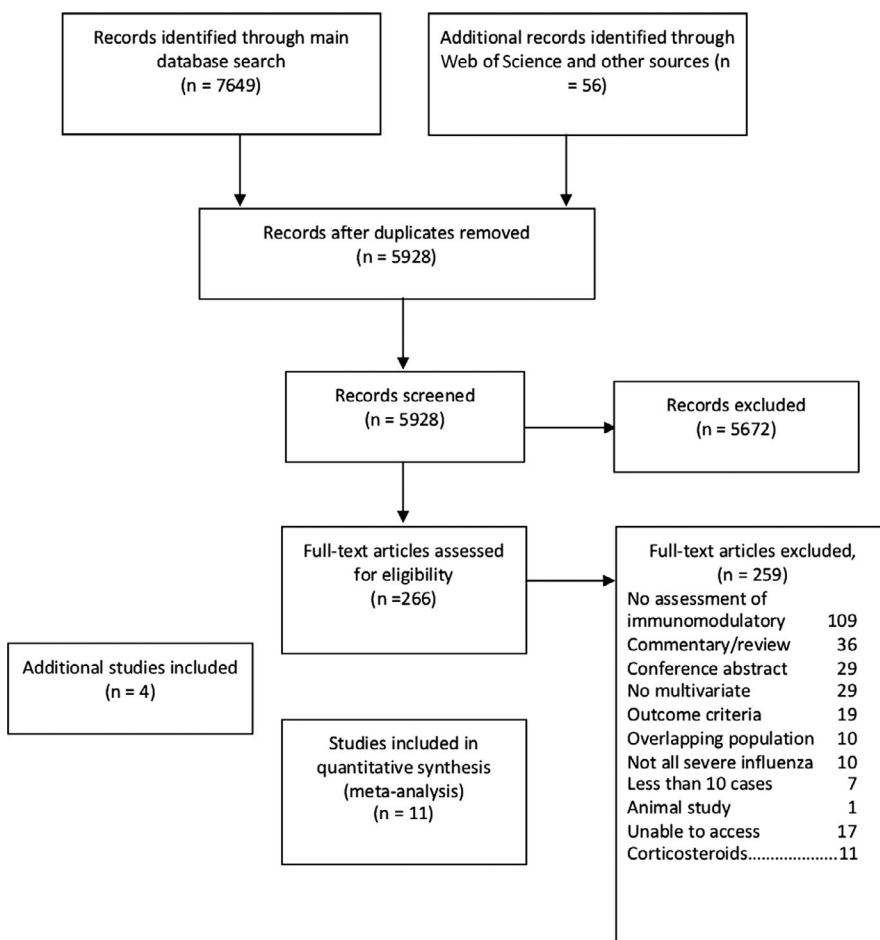 Records identified through main
database search
(n = 7649)
Additional records identified through
Web of Science and other sources (n
= 56)
Records after duplicates removed
(n = 5928)
Records screened
(n = 5928)
Records excluded
(n = 5672)
Full-text articles assessed
for eligibility
(n =266)
Full-text articles excluded,
(n = 259)
No assessment of
immunomodulatory 109
Commentary/review 36
Conference abstract 29
No multivariate 29
Outcome criteria 19
Overlapping population 10
Not all severe influenza 10
Less than 10 cases 7
Animal study 1
Unable to access 17
Corticosteroids....................11
Additional studies included
(n = 4)
Studies included in
quantitative synthesis
(meta-analysis)
(n = 11)